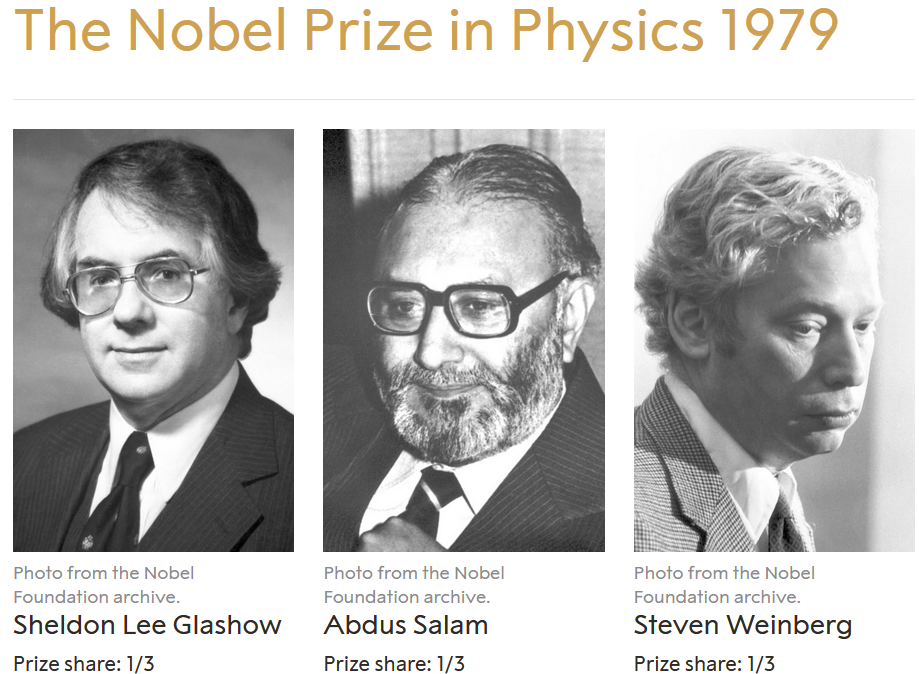 The Nobel Prize in Physics 1979
Photo from the Nobel
Foundation archive.
Sheldon Lee Glashow
Prize share: 1/3
Photo from the Nobel
Foundation archive.
Abdus Salam
Prize share: 1/3
Photo from the Nobel
Foundation archive.
Steven Weinberg
Prize share: 1/3